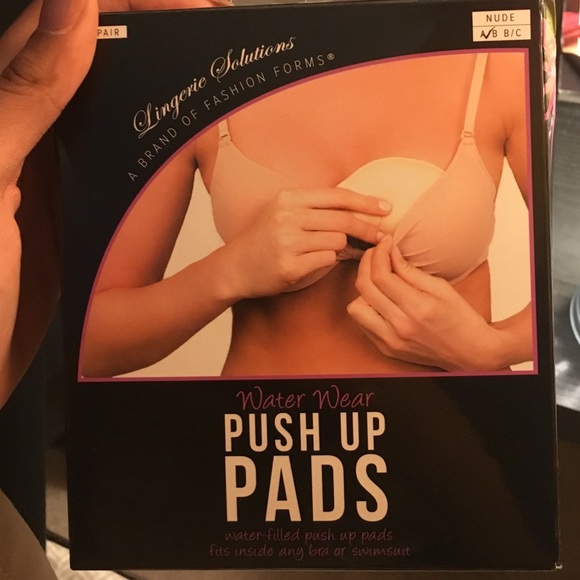 PAIR
NUDE
A/B B/C
Lingerie Solutions
A BRAND OF FASHION FORMS®
Water Wear
PUSH UP
PADS
water-filled push up pads
fits inside any bra or swimsuit